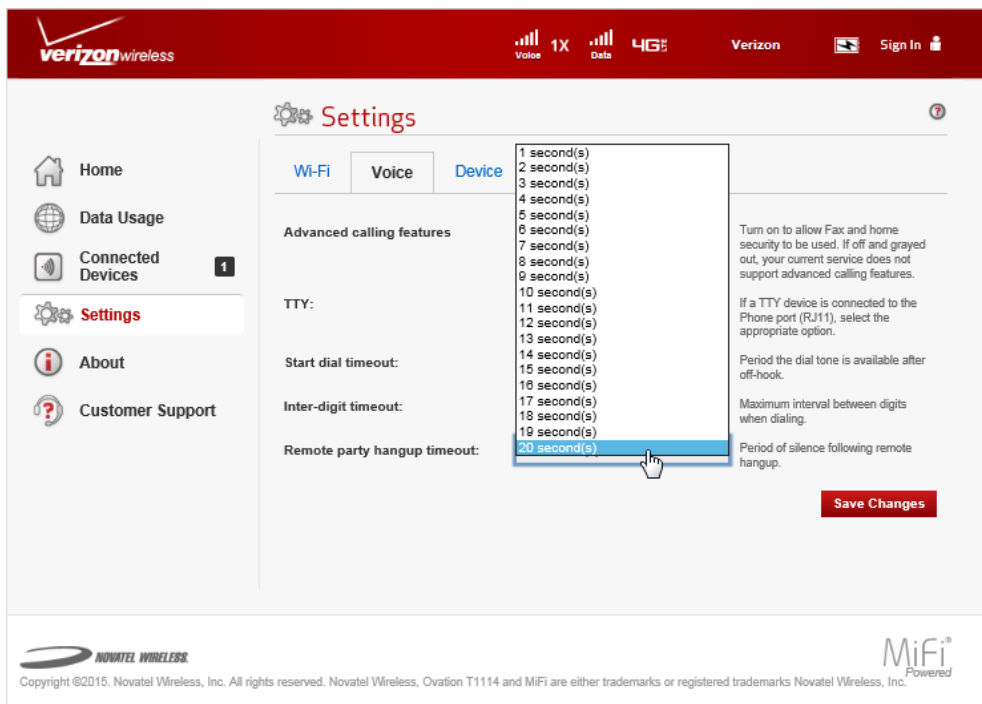 verizonwireless
Voice
1X
Data
4G LTE
Verizon
Sign In
Settings
?
Home
Data Usage
Connected
Devices
1
Settings
About
Customer Support
Wi-Fi
Voice
Device
Advanced calling features
TTY:
Start dial timeout:
Inter-digit timeout:
Remote party hangup timeout:
1 second(s)
2 second(s)
3 second(s)
4 second(s)
5 second(s)
6 second(s)
7 second(s)
8 second(s)
9 second(s)
10 second(s)
11 second(s)
12 second(s)
13 second(s)
14 second(s)
15 second(s)
16 second(s)
17 second(s)
18 second(s)
19 second(s)
20 second(s)
Turn on to allow Fax and home
security to be used. If off and grayed
out, your current service does not
support advanced calling features.
If a TTY device is connected to the
Phone port (RJ11), select the
appropriate option.
Period the dial tone is available after
off-hook.
Maximum interval between digits
when dialing.
Period of silence following remote
hangup.
Save Changes
NOVATEL WIRELESS.
MiFi®
Powered
Copyright ©2015. Novatel Wireless, Inc. All rights reserved. Novatel Wireless, Ovation T1114 and MiFi are either trademarks or registered trademarks Novatel Wireless, Inc.